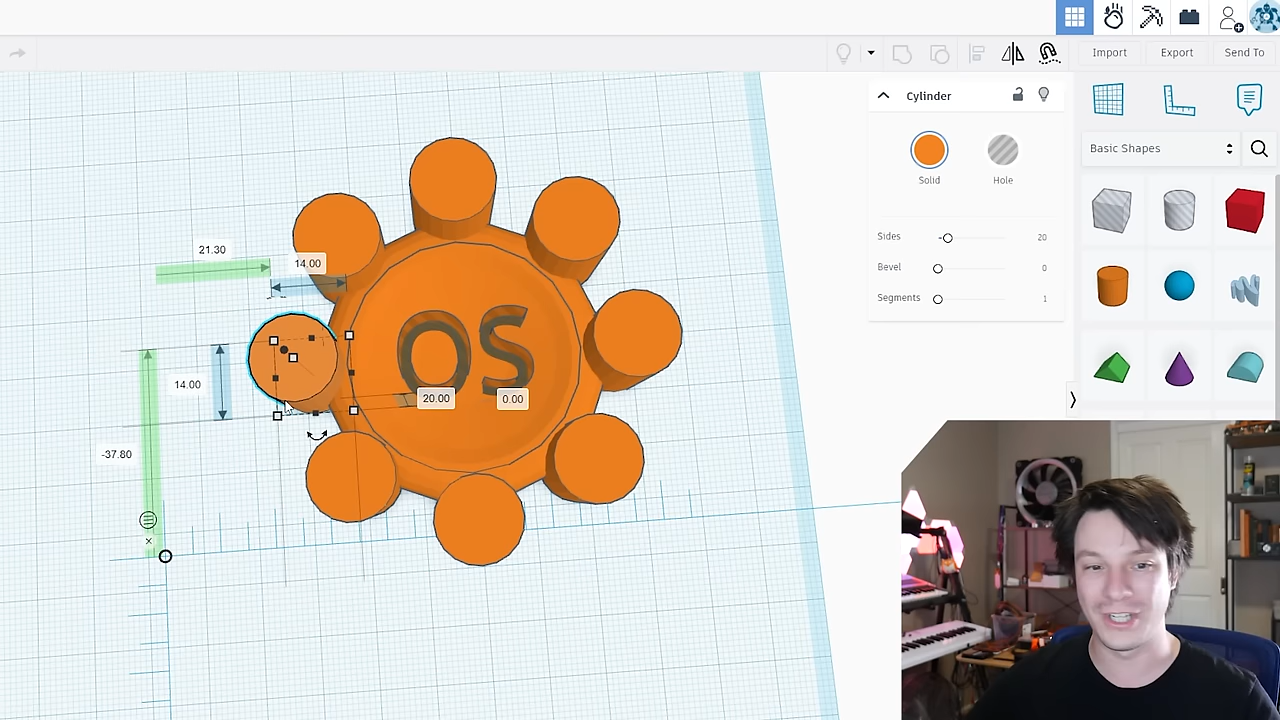 Import
Export
Send To
Cylinder
Solid
Hole
Sides
20
Bevel
0
Segments
1
Basic Shapes
21.30
14.00
14.00
20.00
0.00
-37.80
OS